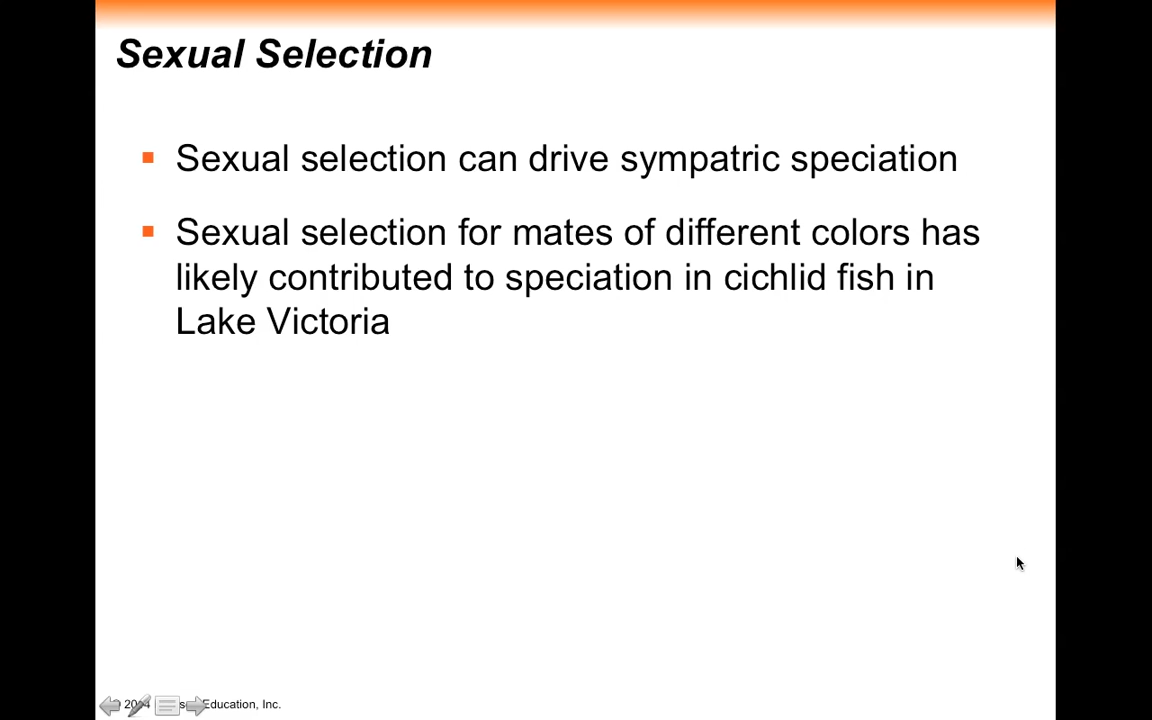 Sexual Selection
Sexual selection can drive sympatric speciation
Sexual selection for mates of different colors has
likely contributed to speciation in cichlid fish in
Lake Victoria
Education, Inc.